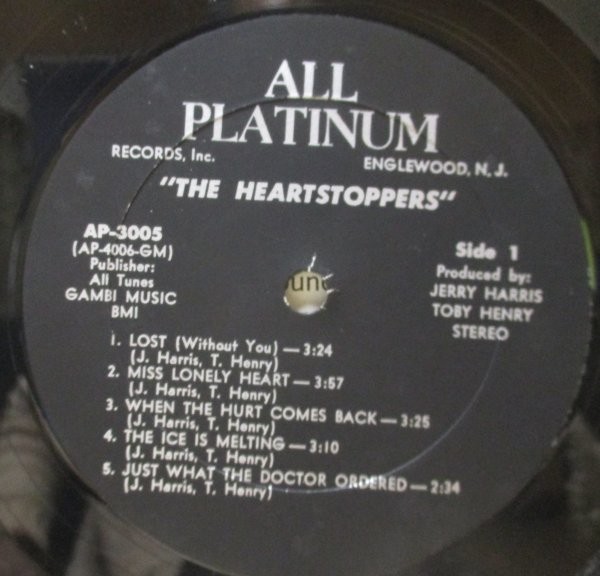 ALL
PLATINUM
RECORDS, Inc.
ENGLEWOOD, N.J.
"THE HEARTSTOPPERS"
AP-3005
(AP-4006-GM)
Publisher:
All Tunes
GAMBI MUSIC
BMI
Side 1
Produced by:
JERRY HARRIS
TOBY HENRY
STEREO
1. LOST (Without You) — 3:24
(J. Harris, T. Henry)
2. MISS LONELY HEART — 3:57
(J. Harris, T. Henry)
3. WHEN THE HURT COMES BACK — 3:25
(J. Harris, T. Henry)
4. THE ICE IS MELTING — 3:10
(J. Harris, T. Henry)
5. JUST WHAT THE DOCTOR ORDERED — 2:34
(J. Harris, T. Henry)